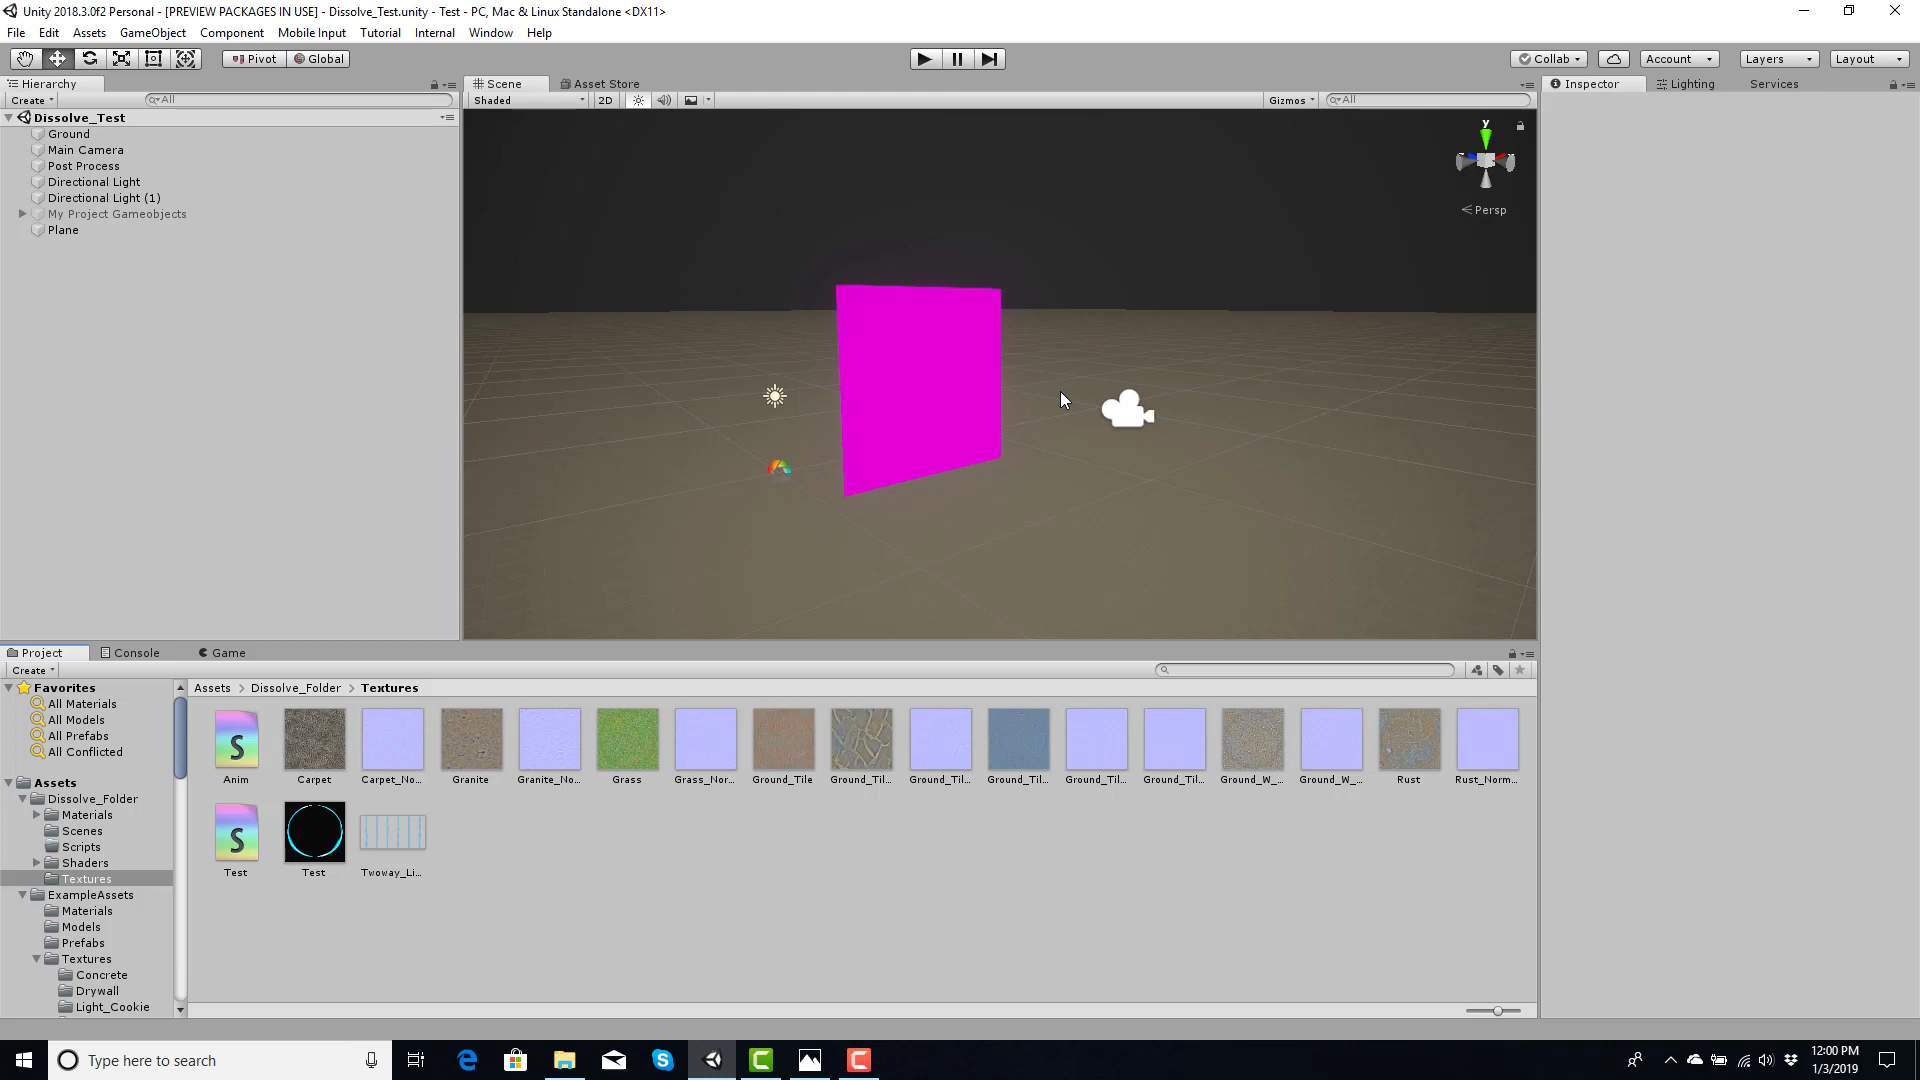 Unity 2018.3.0f2 Personal - [PREVIEW PACKAGES IN USE] - Dissolve_Test.unity - Test - PC, Mac & Linux Standalone <DX11>
File Edit Assets GameObject Component Mobile Input Tutorial Internal Window Help
Pivot Global Collab Account Layers Layout
Hierarchy Scene Asset Store Inspector Lighting Services
Create All Shaded 2D Gizmos All
Dissolve_Test
Ground
Main Camera
Post Process
Directional Light
Directional Light (1)
My Project Gameobjects
Plane
y
Persp
Project Console Game
Create
Favorites
All Materials
All Models
All Prefabs
All Conflicted
Assets
Dissolve_Folder
Materials
Scenes
Scripts
Shaders
Textures
ExampleAssets
Materials
Models
Prefabs
Textures
Concrete
Drywall
Light_Cookie
Assets > Dissolve_Folder > Textures
S
Anim Carpet Carpet_No... Granite Granite_No... Grass Grass_Nor... Ground_Tile Ground_Til... Ground_Til... Ground_Til... Ground_Til... Ground_Til... Ground_W_... Ground_W_... Rust Rust_Norm...
S
Test Test Twoway_Li...
Type here to search
12:00 PM
1/3/2019